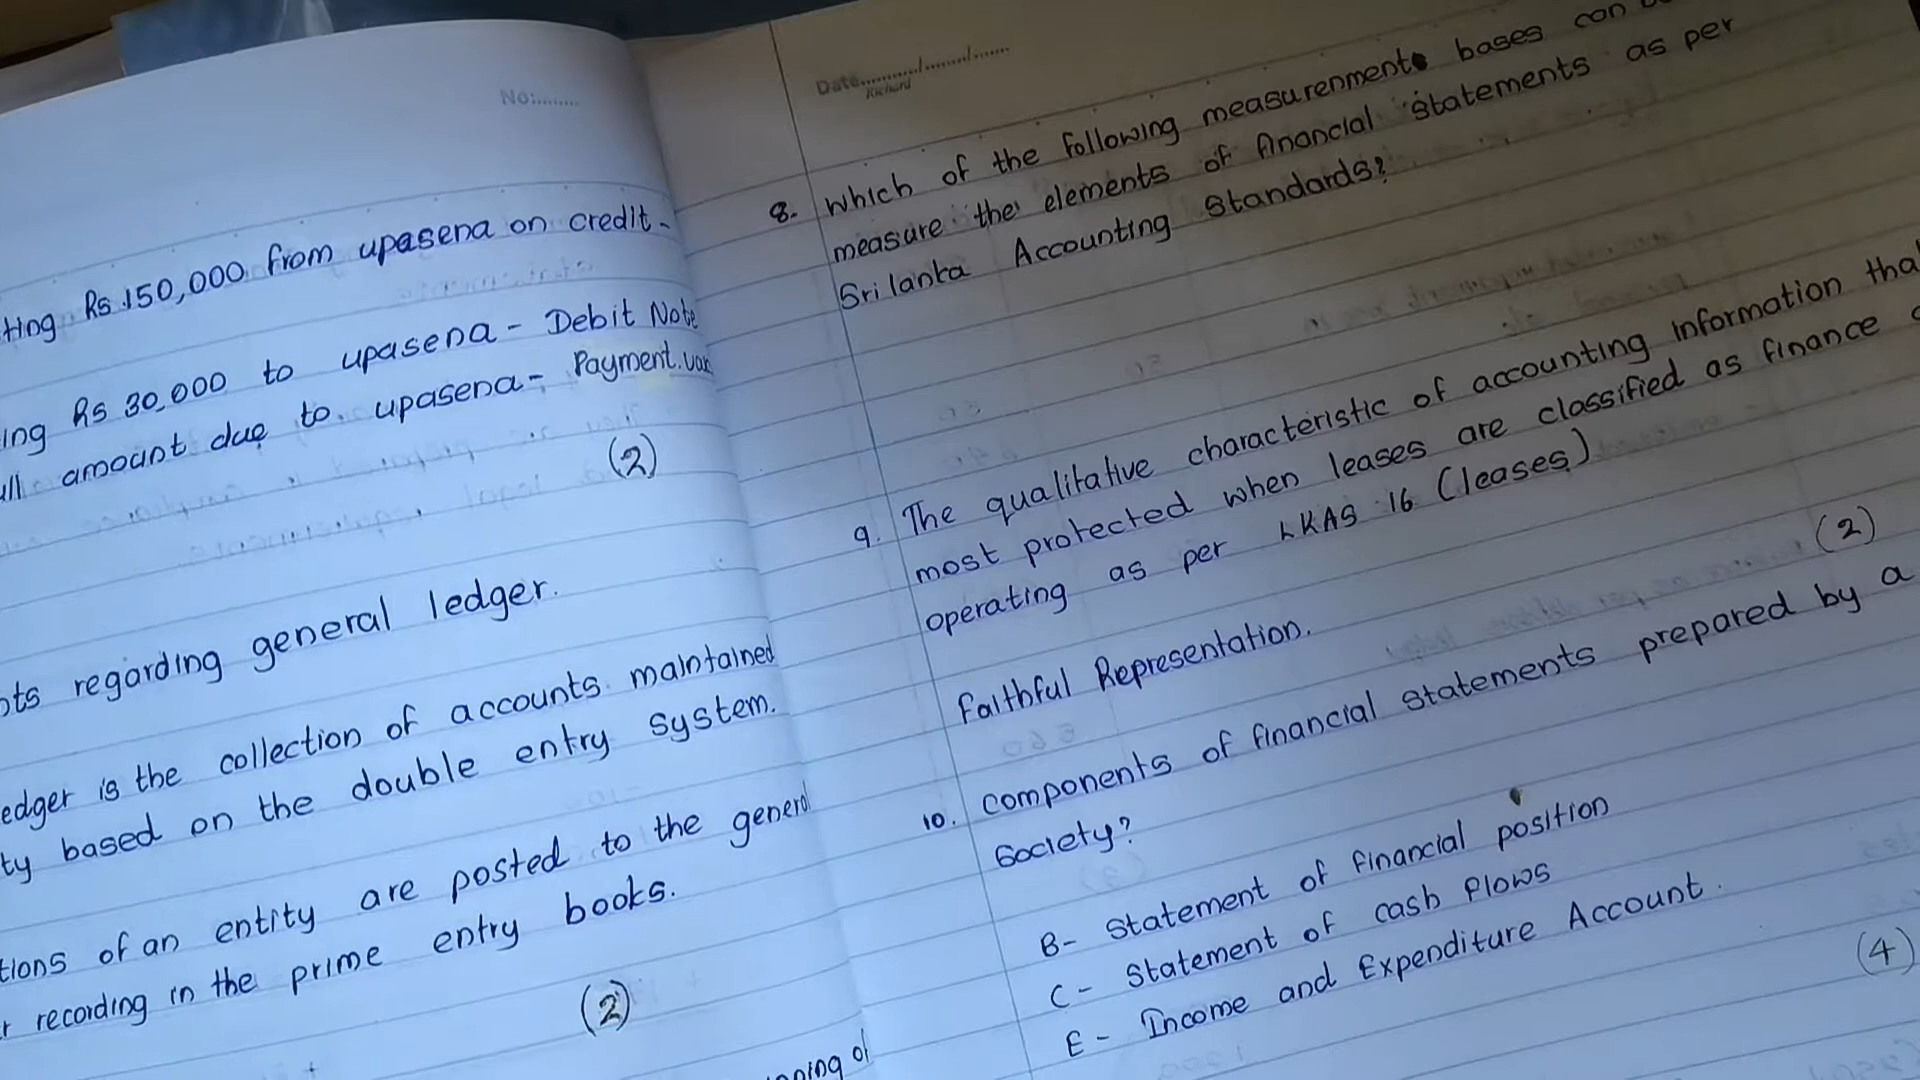 No:.........
ting Rs.150,000 from upasena on credit-
ing Rs 30,000 to upasena - Debit Note
ull amount due to upasena - Payment.
(2)
regarding general ledger.
edger is the collection of accounts maintained
ty based on the double entry system.
tions of an entity are posted to the general
r recording in the prime entry books.
(2)
Date............/........./.......
Richard
8. Which of the following measurenments bases can
measure the elements of financial statements as per
Sri lanka Accounting Standards?
9. The qualitative characteristic of accounting information tha
most protected when leases are classified as finance
operating as per LKAS 16 (leases)
(2)
Faithful Representation.
10. Components of financial statements prepared by a
Society?
B- Statement of financial position
C- Statement of cash flows
E- Income and Expenditure Account.
(4)